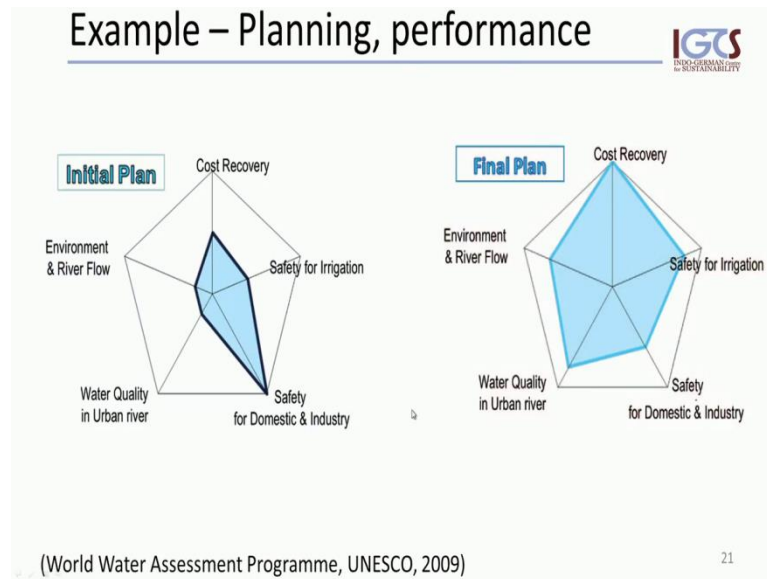 Example – Planning, performance
IGCS
INDO-GERMAN Centre
for SUSTAINABILITY
Initial Plan
Cost Recovery
Environment
& River Flow
Safety for Irrigation
Water Quality
in Urban river
Safety
for Domestic & Industry
Final Plan
Cost Recovery
Environment
& River Flow
Safety for Irrigation
Water Quality
in Urban river
Safety
for Domestic & Industry
(World Water Assessment Programme, UNESCO, 2009)
21